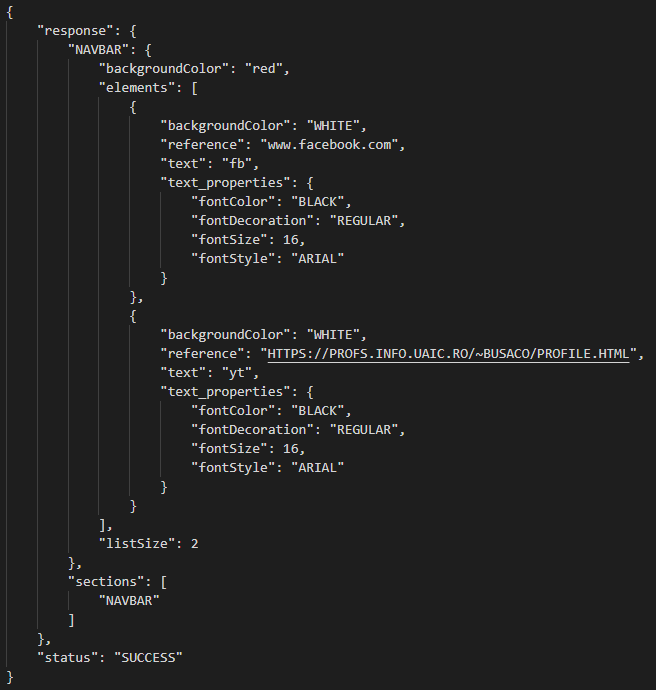 {
    "response": {
        "NAVBAR": {
            "backgroundColor": "red",
            "elements": [
                {
                    "backgroundColor": "WHITE",
                    "reference": "www.facebook.com",
                    "text": "fb",
                    "text_properties": {
                        "fontColor": "BLACK",
                        "fontDecoration": "REGULAR",
                        "fontSize": 16,
                        "fontStyle": "ARIAL"
                    }
                },
                {
                    "backgroundColor": "WHITE",
                    "reference": "HTTPS://PROFS.INFO.UAIC.RO/~BUSACO/PROFILE.HTML",
                    "text": "yt",
                    "text_properties": {
                        "fontColor": "BLACK",
                        "fontDecoration": "REGULAR",
                        "fontSize": 16,
                        "fontStyle": "ARIAL"
                    }
                }
            ],
            "listSize": 2
        },
        "sections": [
            "NAVBAR"
        ]
    },
    "status": "SUCCESS"
}